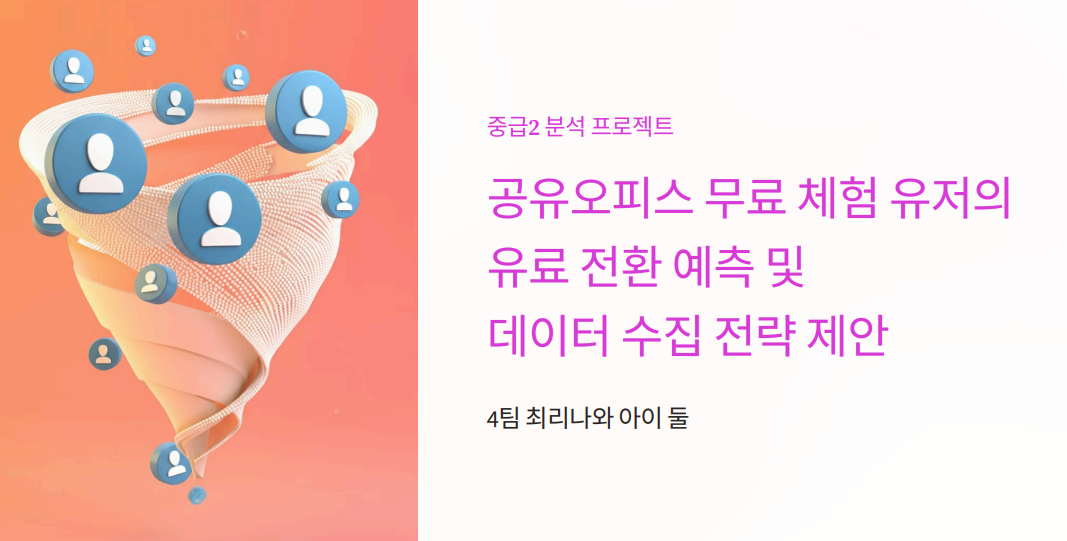 중급2 분석 프로젝트
공유오피스 무료 체험 유저의
유료 전환 예측 및
데이터 수집 전략 제안
4팀 최리나와 아이 둘